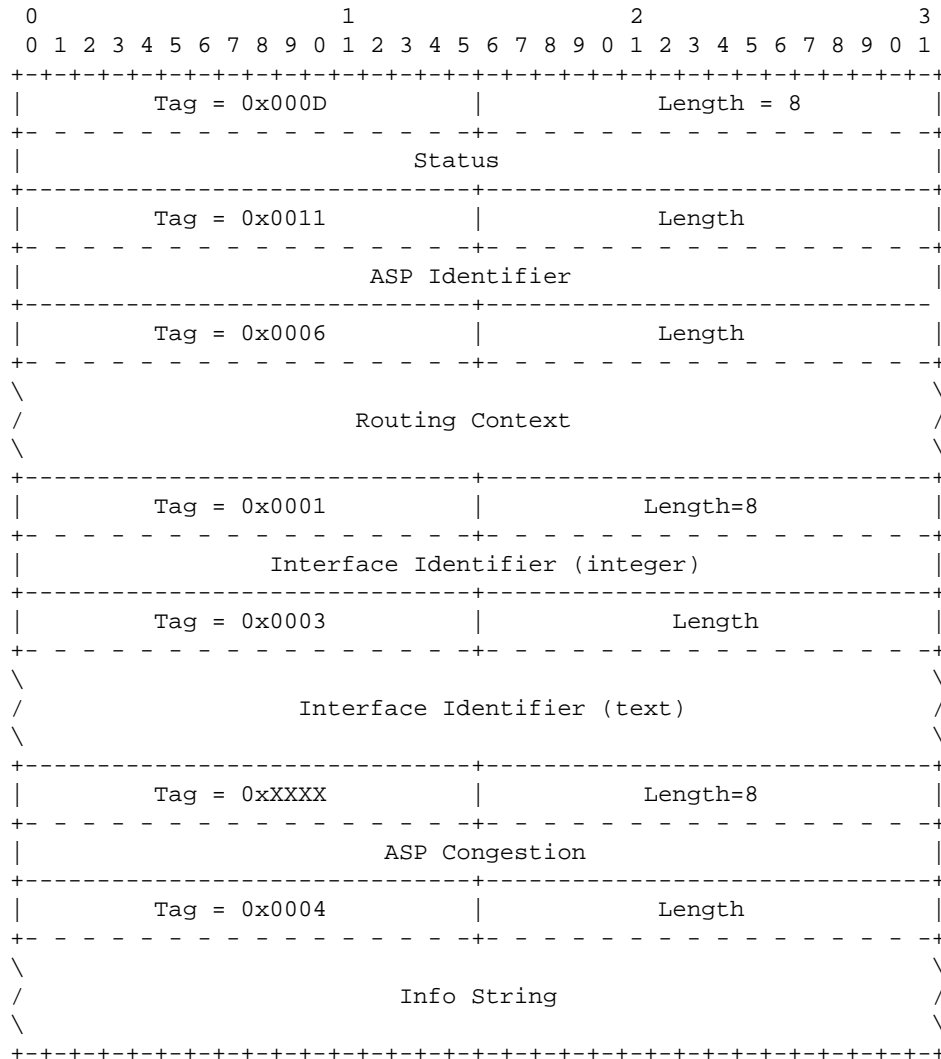 0                   1                   2                   3
 0 1 2 3 4 5 6 7 8 9 0 1 2 3 4 5 6 7 8 9 0 1 2 3 4 5 6 7 8 9 0 1
+-+-+-+-+-+-+-+-+-+-+-+-+-+-+-+-+-+-+-+-+-+-+-+-+-+-+-+-+-+-+-+-+
|         Tag = 0x000D          |            Length = 8         |
+- - - - - - - - - - - - - - - -+- - - - - - - - - - - - - - - -+
|                           Status                              |
+-------------------------------+-------------------------------+
|         Tag = 0x0011          |            Length             |
+- - - - - - - - - - - - - - - -+- - - - - - - - - - - - - - - -+
|                        ASP Identifier                         |
+-------------------------------+-------------------------------
|         Tag = 0x0006          |            Length             |
+- - - - - - - - - - - - - - - -+- - - - - - - - - - - - - - - -+
\                                                               \
/                       Routing Context                         /
\                                                               \
+-------------------------------+-------------------------------+
|         Tag = 0x0001          |           Length=8            |
+- - - - - - - - - - - - - - - -+- - - - - - - - - - - - - - - -+
|                 Interface Identifier (integer)                |
+-------------------------------+-------------------------------+
|         Tag = 0x0003          |             Length            |
+- - - - - - - - - - - - - - - -+- - - - - - - - - - - - - - - -+
\                                                               \
/                   Interface Identifier (text)                 /
\                                                               \
+-------------------------------+-------------------------------+
|         Tag = 0xXXXX          |           Length=8            |
+- - - - - - - - - - - - - - - -+- - - - - - - - - - - - - - - -+
|                         ASP Congestion                        |
+-------------------------------+-------------------------------+
|         Tag = 0x0004          |            Length             |
+- - - - - - - - - - - - - - - -+- - - - - - - - - - - - - - - -+
\                                                               \
/                          Info String                          /
\                                                               \
+-+-+-+-+-+-+-+-+-+-+-+-+-+-+-+-+-+-+-+-+-+-+-+-+-+-+-+-+-+-+-+-+